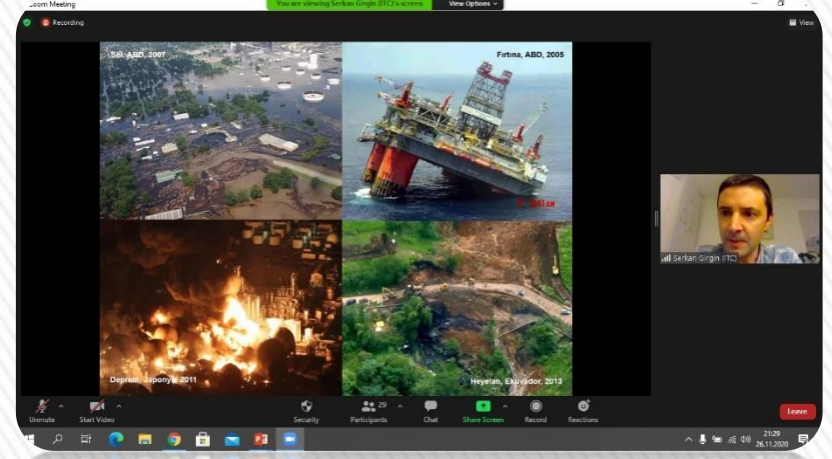 Zoom Meeting
You are viewing Serkan Girgin (ITC)'s screen
View Options
Recording
View
Sel, ABD, 2007
Fırtına, ABD, 2005
Deprem, Japonya 2011
Heyelan, Ekvador, 2013
Serkan Girgin (ITC)
Unmute
Start Video
Security
29
Participants
Chat
Share Screen
Record
Reactions
Leave
21:29
26.11.2020